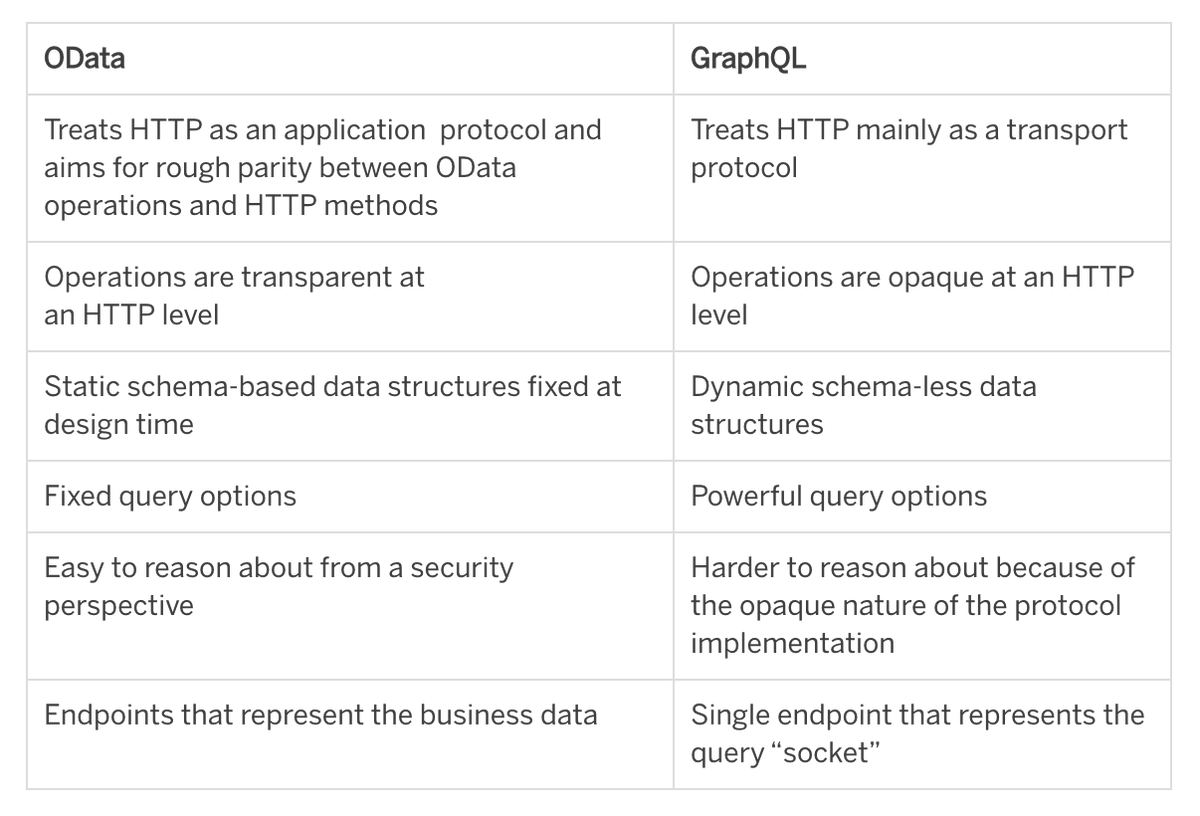 OData
GraphQL
Treats HTTP as an application  protocol and
aims for rough parity between OData
operations and HTTP methods
Treats HTTP mainly as a transport
protocol
Operations are transparent at
an HTTP level
Operations are opaque at an HTTP
level
Static schema-based data structures fixed at
design time
Dynamic schema-less data
structures
Fixed query options
Powerful query options
Easy to reason about from a security
perspective
Harder to reason about because of
the opaque nature of the protocol
implementation
Endpoints that represent the business data
Single endpoint that represents the
query “socket”